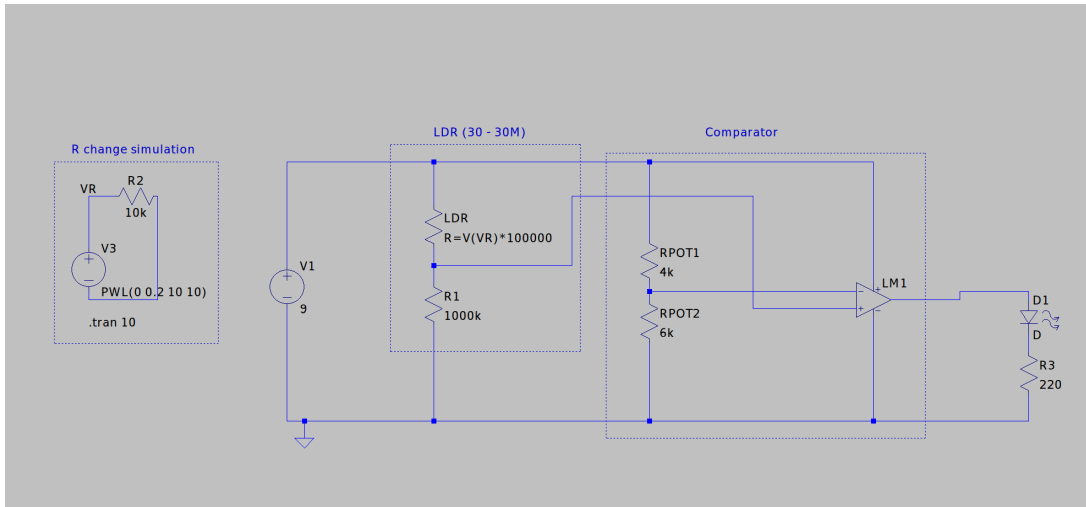 LDR (30 - 30M)
Comparator
R change simulation
VR
R2
10k
V3
PWL(0 0.2 10 10)
.tran 10
V1
9
LDR
R=V(VR)*100000
R1
1000k
RPOT1
4k
RPOT2
6k
LM1
D1
D
R3
220